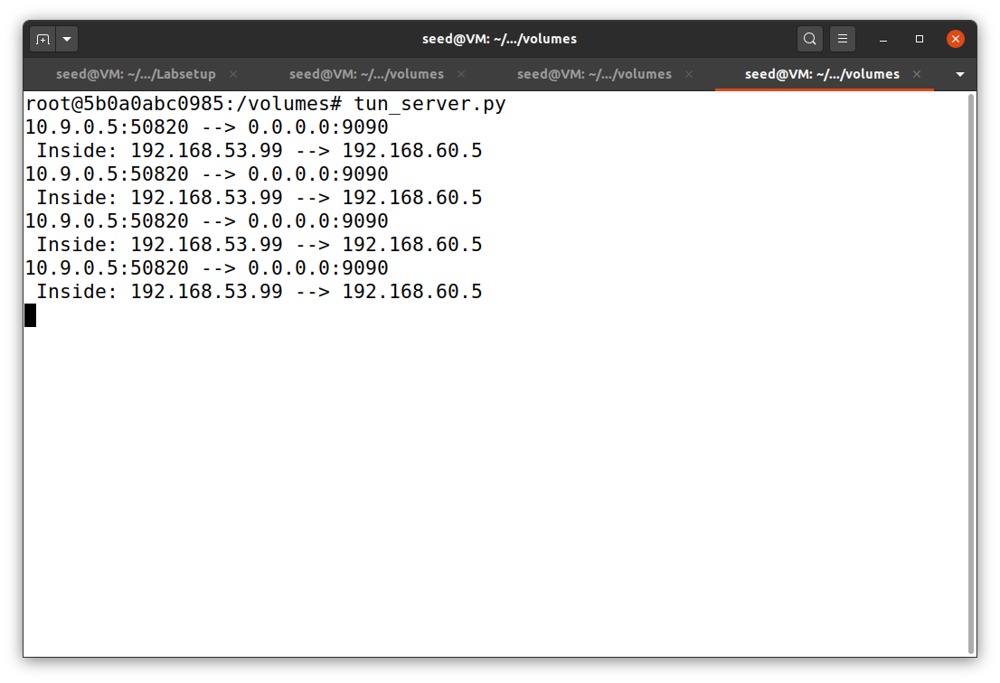 seed@VM: ~/.../volumes
seed@VM: ~/.../Labsetup
seed@VM: ~/.../volumes
seed@VM: ~/.../volumes
seed@VM: ~/.../volumes
root@5b0a0abc0985:/volumes# tun_server.py
10.9.0.5:50820 --> 0.0.0.0:9090
 Inside: 192.168.53.99 --> 192.168.60.5
10.9.0.5:50820 --> 0.0.0.0:9090
 Inside: 192.168.53.99 --> 192.168.60.5
10.9.0.5:50820 --> 0.0.0.0:9090
 Inside: 192.168.53.99 --> 192.168.60.5
10.9.0.5:50820 --> 0.0.0.0:9090
 Inside: 192.168.53.99 --> 192.168.60.5